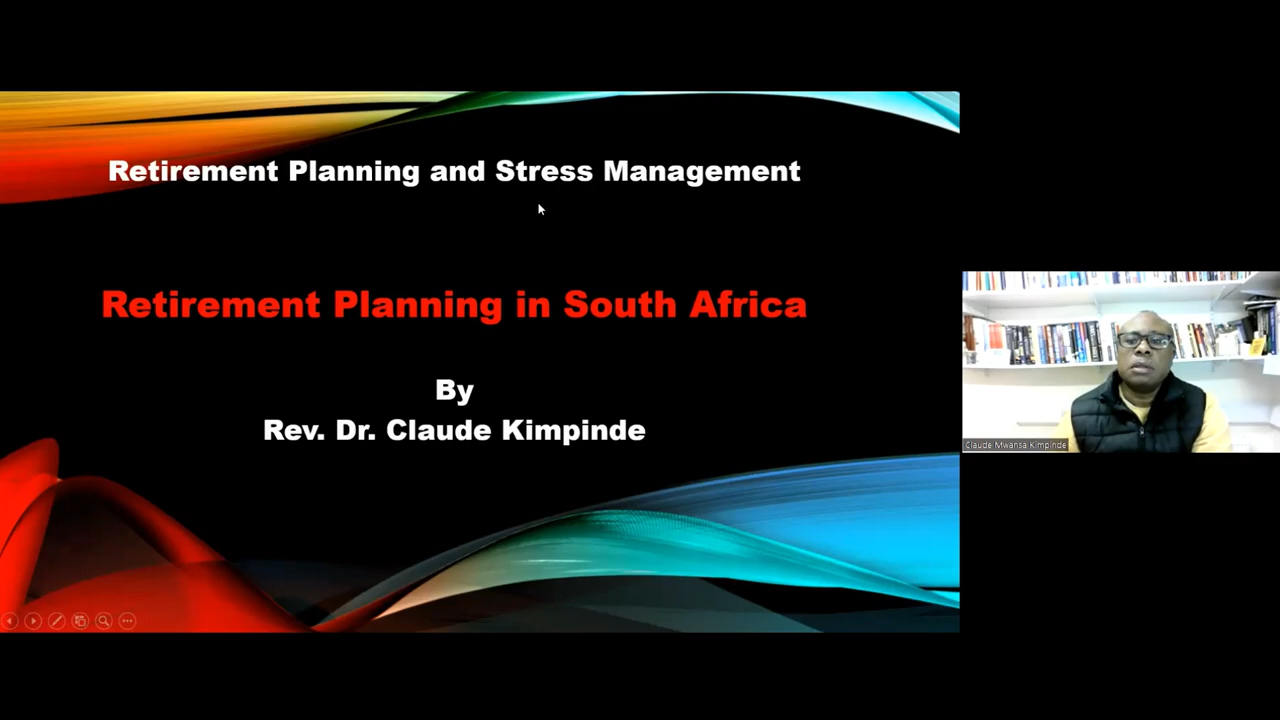 Retirement Planning and Stress Management
Retirement Planning in South Africa
By
Rev. Dr. Claude Kimpinde
Claude Mwansa Kimpinde